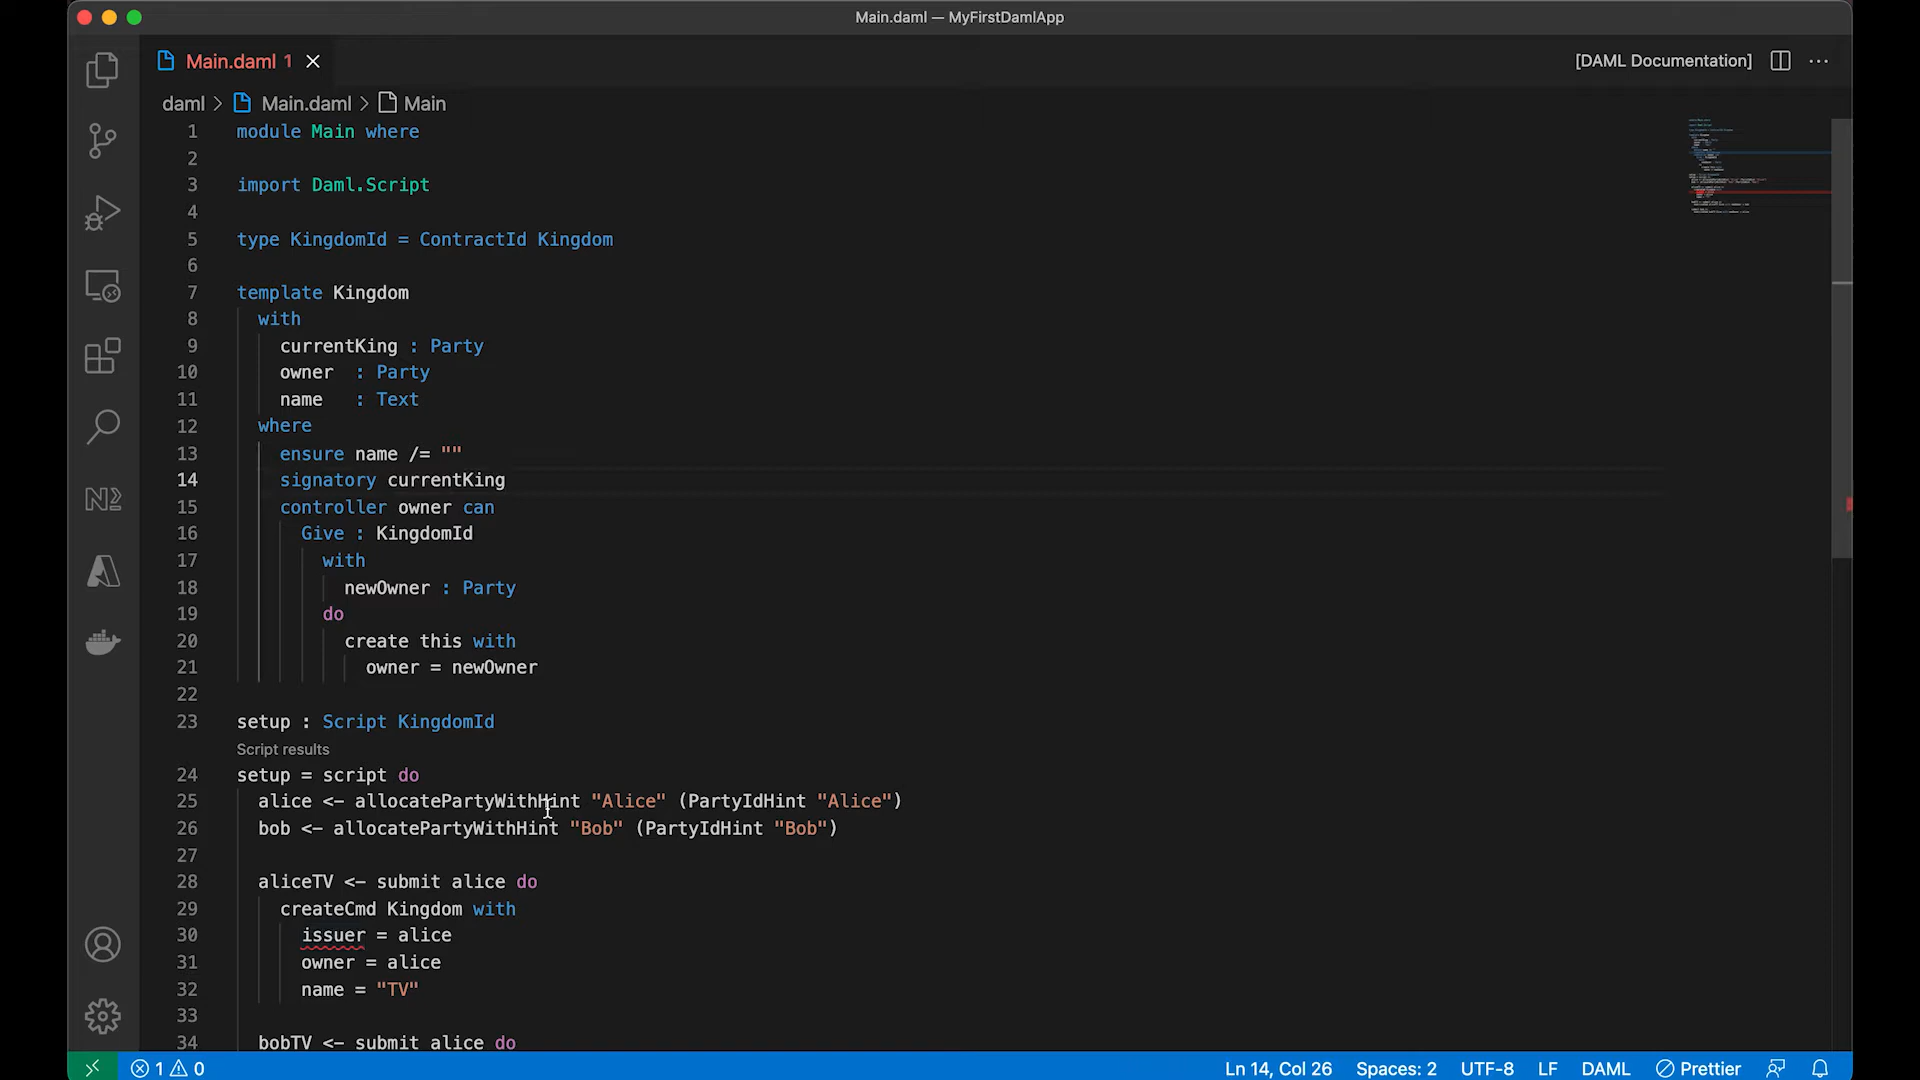 Main.daml — MyFirstDamlApp
Main.daml 1
[DAML Documentation]
daml > Main.daml > Main
1 module Main where
2
3 import Daml.Script
4
5 type KingdomId = ContractId Kingdom
6
7 template Kingdom
8 with
9 currentKing : Party
10 owner : Party
11 name : Text
12 where
13 ensure name /= ""
14 signatory currentKing
15 controller owner can
16 Give : KingdomId
17 with
18 newOwner : Party
19 do
20 create this with
21 owner = newOwner
22
23 setup : Script KingdomId
Script results
24 setup = script do
25 alice <- allocatePartyWithHint "Alice" (PartyIdHint "Alice")
26 bob <- allocatePartyWithHint "Bob" (PartyIdHint "Bob")
27
28 aliceTV <- submit alice do
29 createCmd Kingdom with
30 issuer = alice
31 owner = alice
32 name = "TV"
33
34 bobTV <- submit alice do
1 0 Ln 14, Col 26 Spaces: 2 UTF-8 LF DAML Prettier